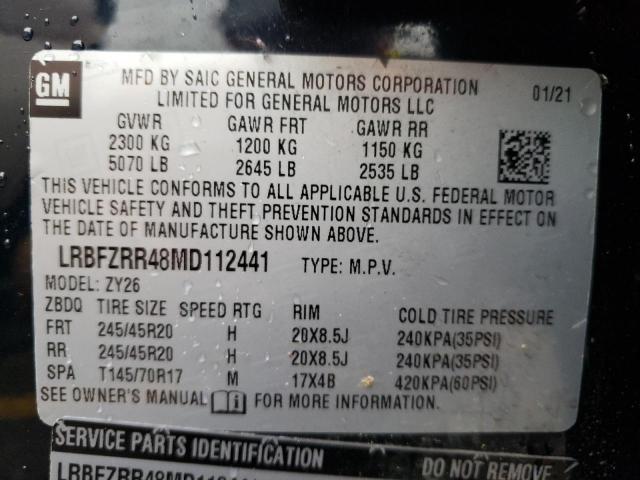 GM
MFD BY SAIC GENERAL MOTORS CORPORATION 01/21
LIMITED FOR GENERAL MOTORS LLC
GVWR GAWR FRT GAWR RR
2300 KG 1200 KG 1150 KG
5070 LB 2645 LB 2535 LB
THIS VEHICLE CONFORMS TO ALL APPLICABLE U.S. FEDERAL MOTOR
VEHICLE SAFETY AND THEFT PREVENTION STANDARDS IN EFFECT ON
THE DATE OF MANUFACTURE SHOWN ABOVE.
LRBFZRR48MD112441 TYPE: M.P.V.
MODEL: ZY26
ZBDQ TIRE SIZE SPEED RTG RIM COLD TIRE PRESSURE
FRT 245/45R20 H 20X8.5J 240KPA(35PSI)
RR 245/45R20 H 20X8.5J 240KPA(35PSI)
SPA T145/70R17 M 17X4B 420KPA(60PSI)
SEE OWNER'S MANUAL i FOR MORE INFORMATION.
SERVICE PARTS IDENTIFICATION DO NOT REMOVE